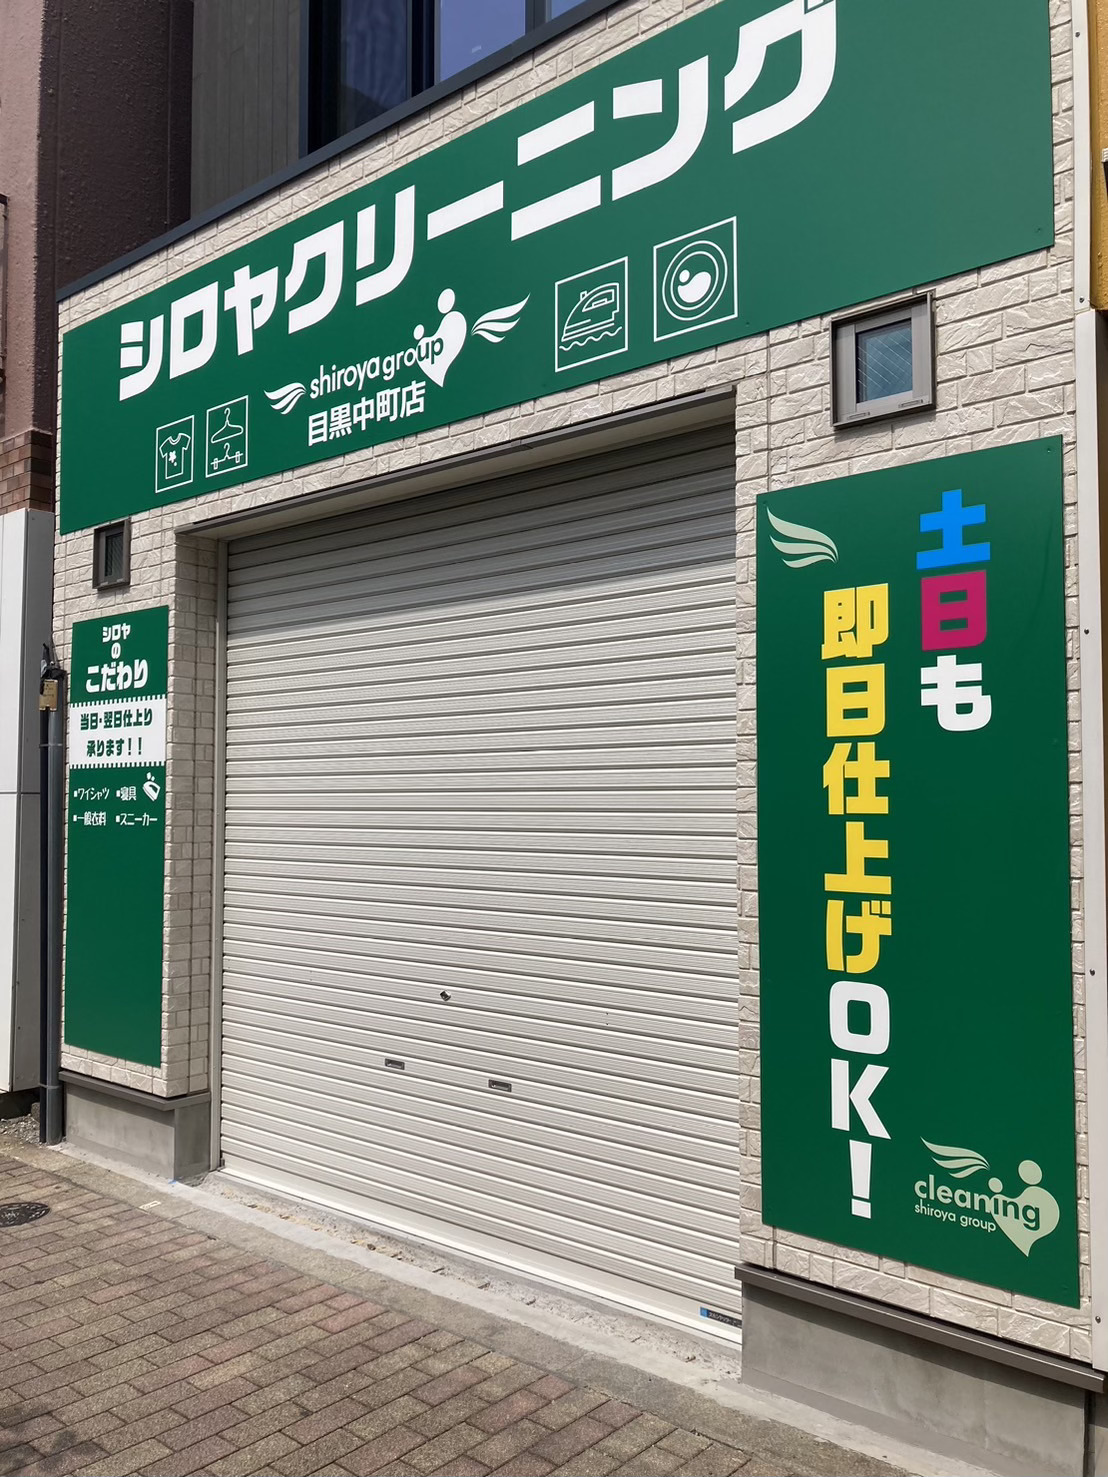 シロヤクリーニング
shiroya group
目黒中町店
シロヤ
の
こだわり
当日・翌日仕上り
承ります！！
■ワイシャツ ■寝具
■一般衣料 ■スニーカー
土日も
即日仕上げOK！
cleaning
shiroya group